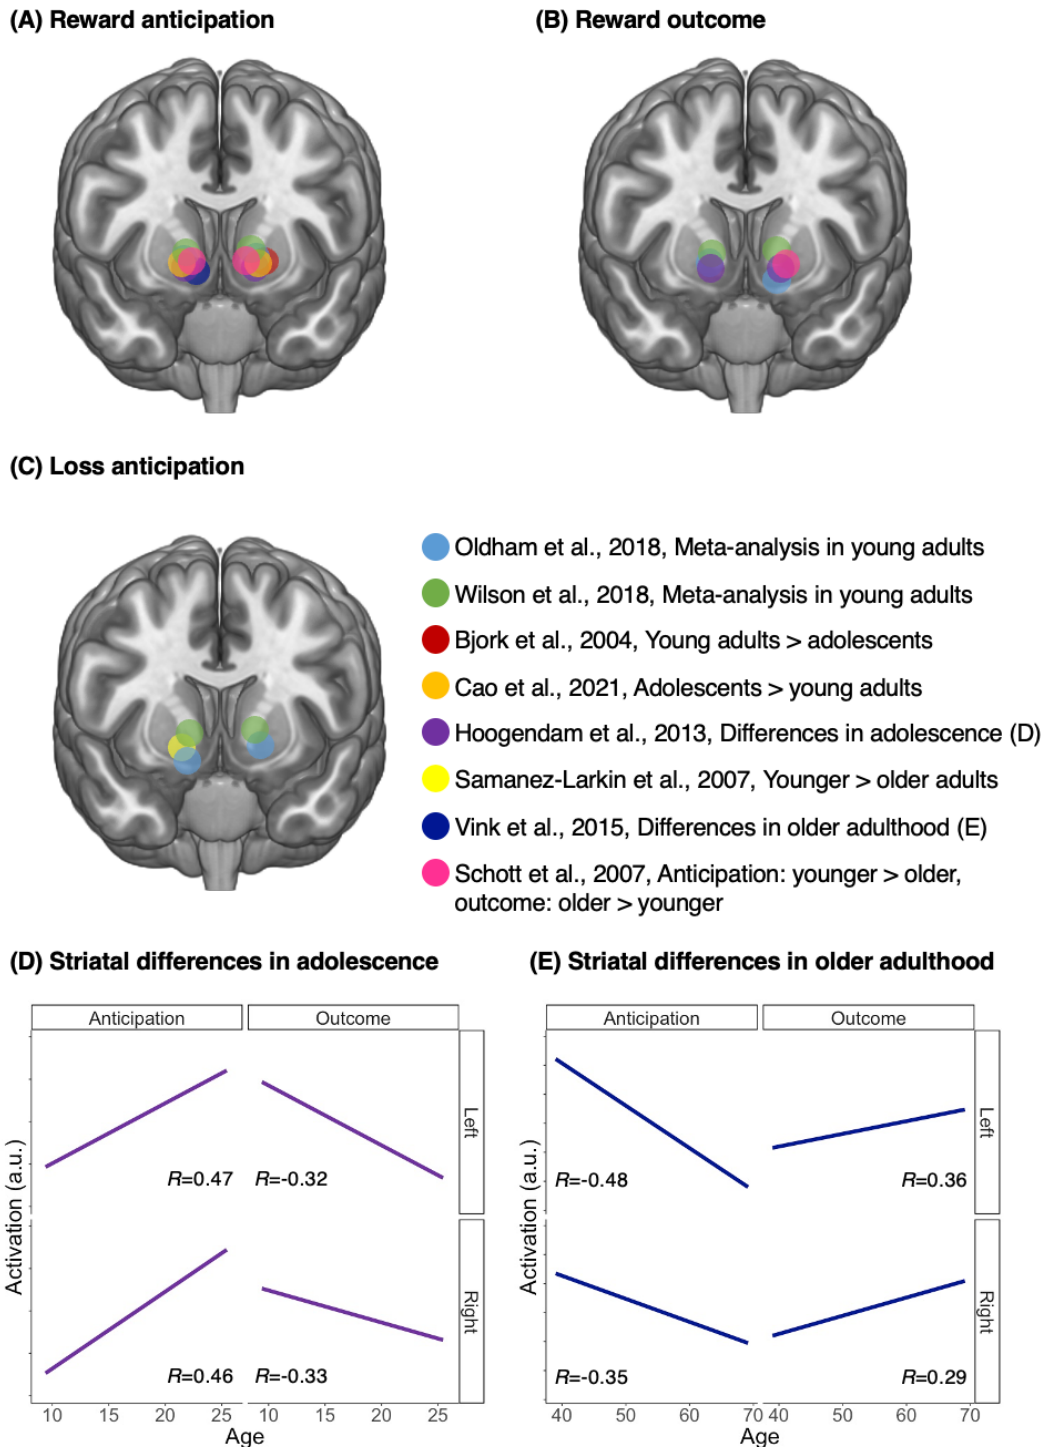 (A) Reward anticipation
(B) Reward outcome
(C) Loss anticipation
Oldham et al., 2018, Meta-analysis in young adults
Wilson et al., 2018, Meta-analysis in young adults
Bjork et al., 2004, Young adults > adolescents
Cao et al., 2021, Adolescents > young adults
Hoogendam et al., 2013, Differences in adolescence (D)
Samanez-Larkin et al., 2007, Younger > older adults
Vink et al., 2015, Differences in older adulthood (E)
Schott et al., 2007, Anticipation: younger > older,
outcome: older > younger
(D) Striatal differences in adolescence
Anticipation
Outcome
Activation (a.u.)
Left
R=0.47
R=-0.32
Right
R=0.46
R=-0.33
10 15 20 25
10 15 20 25
Age
(E) Striatal differences in older adulthood
Anticipation
Outcome
Activation (a.u.)
Left
R=-0.48
R=0.36
Right
R=-0.35
R=0.29
40 50 60 70
40 50 60 70
Age